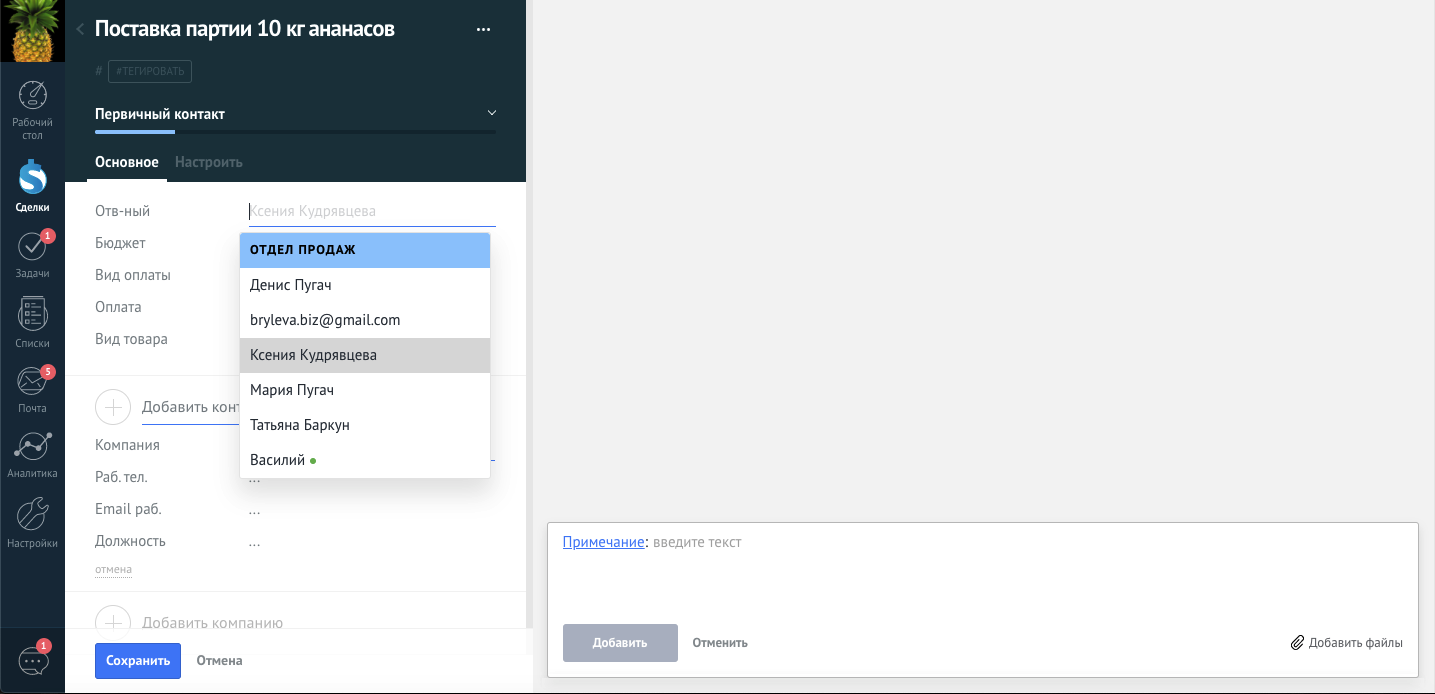 Рабочий
стол
Сделки
1
Задачи
Списки
5
Почта
Аналитика
Настройки
1
Поставка партии 10 кг ананасов
# #ТЕГИРОВАТЬ
Первичный контакт
Основное Настроить
Отв-ный Ксения Кудрявцева
Бюджет
Вид оплаты
Оплата
Вид товара
ОТДЕЛ ПРОДАЖ
Денис Пугач
bryleva.biz@gmail.com
Ксения Кудрявцева
Мария Пугач
Татьяна Баркун
Василий
Добавить конт
Компания
Раб. тел. ...
Email раб. ...
Должность ...
отмена
Добавить компанию
Сохранить Отмена
Примечание: введите текст
Добавить Отменить Добавить файлы